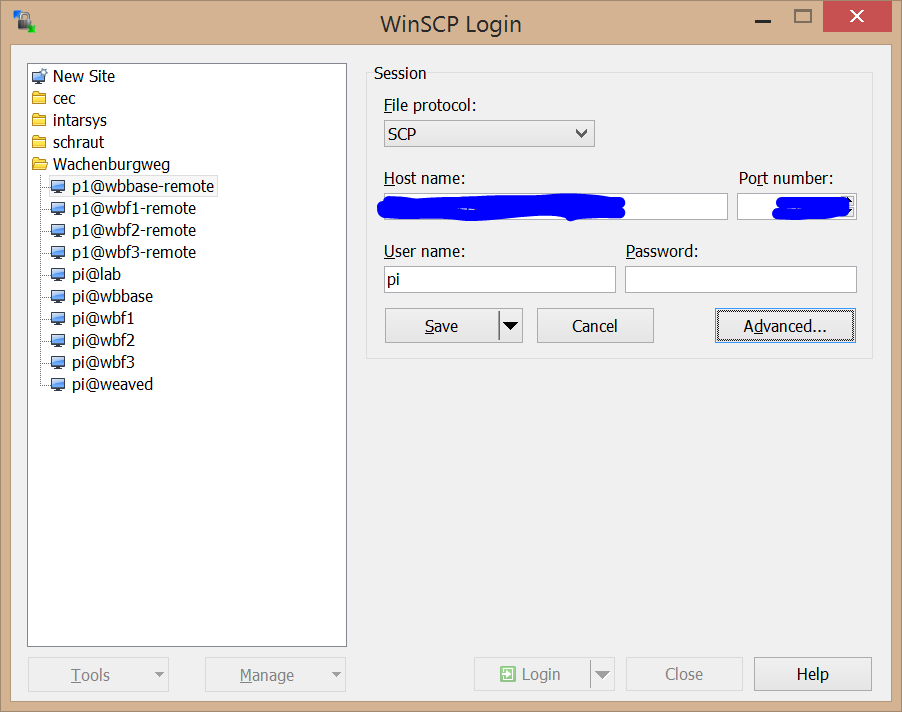 WinSCP Login
New Site
cec
intarsys
schraut
Wachenburgweg
p1@wbbase-remote
p1@wbf1-remote
p1@wbf2-remote
p1@wbf3-remote
pi@lab
pi@wbbase
pi@wbf1
pi@wbf2
pi@wbf3
pi@weaved
Session
File protocol:
SCP
Host name: Port number:
User name: Password:
pi
Save Cancel Advanced...
Tools Manage Login Close Help